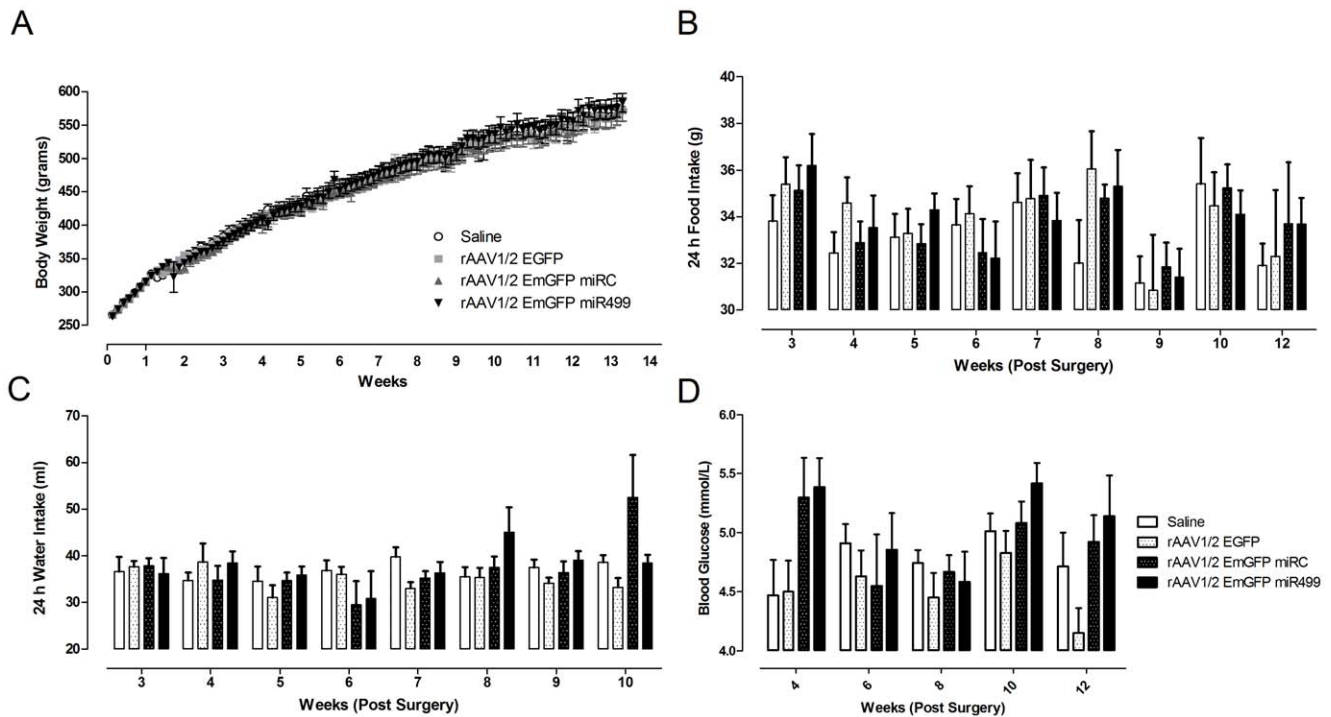 A
Body Weight (grams)
600
550
500
450
400
350
300
250
Saline
rAAV1/2 EGFP
rAAV1/2 EmGFP miRC
rAAV1/2 EmGFP miR499
0 1 2 3 4 5 6 7 8 9 10 11 12 13 14
Weeks
B
24 h Food Intake (g)
40
38
36
34
32
30
3 4 5 6 7 8 9 10 12
Weeks (Post Surgery)
C
24 h Water Intake (ml)
70
60
50
40
30
20
3 4 5 6 7 8 9 10
Weeks (Post Surgery)
D
Blood Glucose (mmol/L)
6.0
5.5
5.0
4.5
4.0
4 6 8 10 12
Weeks (Post Surgery)
Saline
rAAV1/2 EGFP
rAAV1/2 EmGFP miRC
rAAV1/2 EmGFP miR499